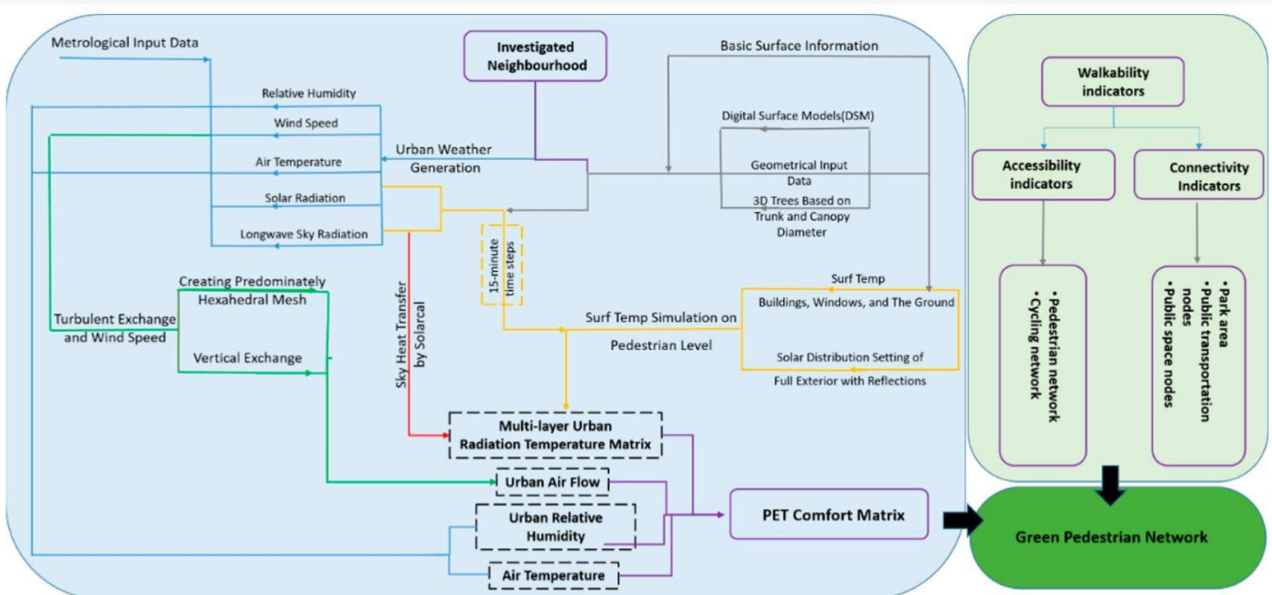 Metrological Input Data
Investigated
Neighbourhood
Basic Surface Information
Relative Humidity
Wind Speed
Air Temperature
Solar Radiation
Longwave Sky Radiation
Urban Weather
Generation
Digital Surface Models(DSM)
Geometrical Input
Data
3D Trees Based on
Trunk and Canopy
Diameter
15-minute
time steps
Creating Predominately
Hexahedral Mesh
Turbulent Exchange
and Wind Speed
Vertical Exchange
Sky Heat Transfer
by Solarcal
Surf Temp Simulation on
Pedestrian Level
Surf Temp
Buildings, Windows, and The Ground
Solar Distribution Setting of
Full Exterior with Reflections
Multi-layer Urban
Radiation Temperature Matrix
Urban Air Flow
Urban Relative
Humidity
Air Temperature
PET Comfort Matrix
Walkability
indicators
Accessibility
indicators
Connectivity
Indicators
•Pedestrian network
•Cycling network
•Park area
•Public transportation
nodes
•Public space nodes
Green Pedestrian Network